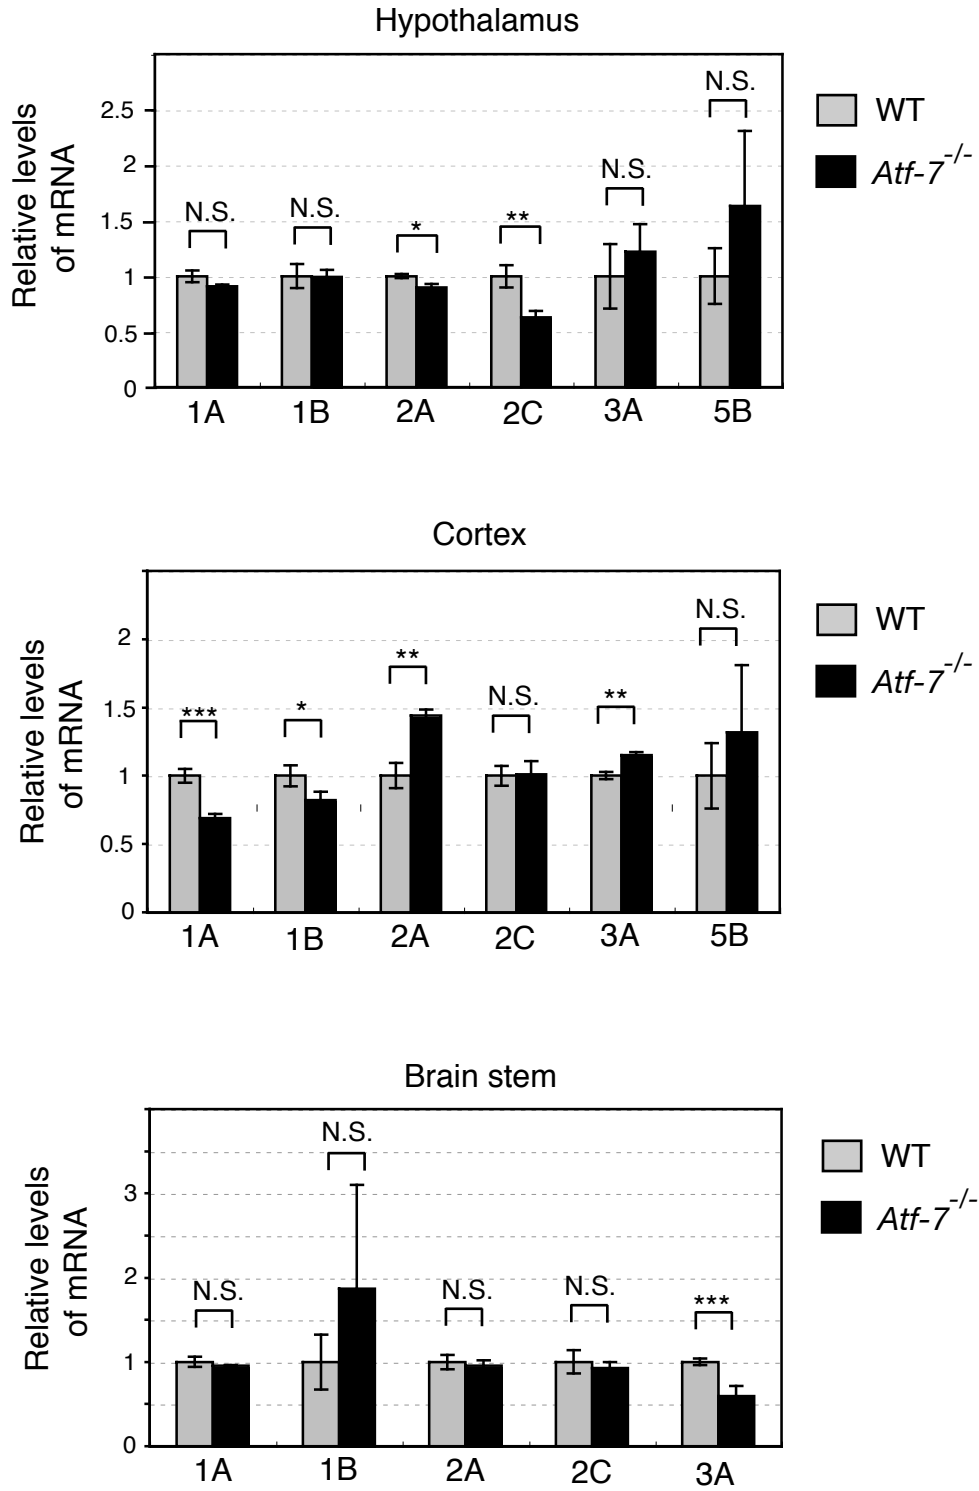 Hypothalamus
Relative levels
of mRNA
2.5
2
1.5
1
0.5
0
N.S.
N.S.
*
**
N.S.
N.S.
1A 1B 2A 2C 3A 5B
WT
Atf-7-/-
Cortex
Relative levels
of mRNA
2
1.5
1
0.5
0
***
*
**
N.S.
**
N.S.
1A 1B 2A 2C 3A 5B
WT
Atf-7-/-
Brain stem
Relative levels
of mRNA
3
2
1
0
N.S.
N.S.
N.S.
N.S.
***
1A 1B 2A 2C 3A
WT
Atf-7-/-